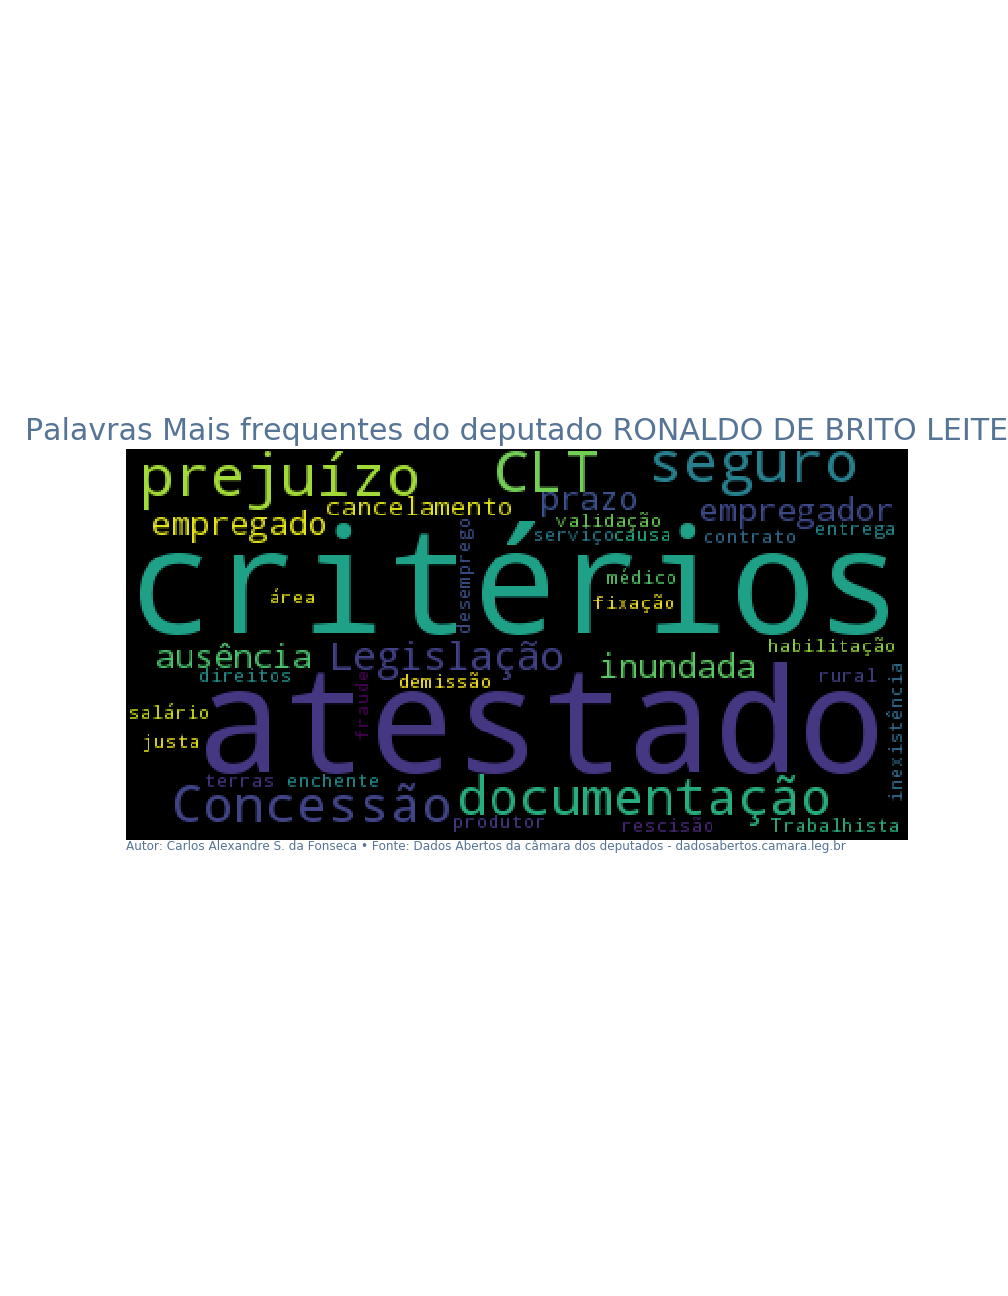 Palavras Mais frequentes do deputado RONALDO DE BRITO LEITE
prejuízo CLT seguro
cancelamento prazo
empregado validação empregador
desemprego serviço causa contrato entrega
critérios
área médico
fixação
ausência Legislação inundada habilitação
direitos fraude demissão rural
atestado
salário
justa inexistência
terras enchente
Concessão documentação
produtor rescisão Trabalhista
Autor: Carlos Alexandre S. da Fonseca • Fonte: Dados Abertos da câmara dos deputados - dadosabertos.camara.leg.br